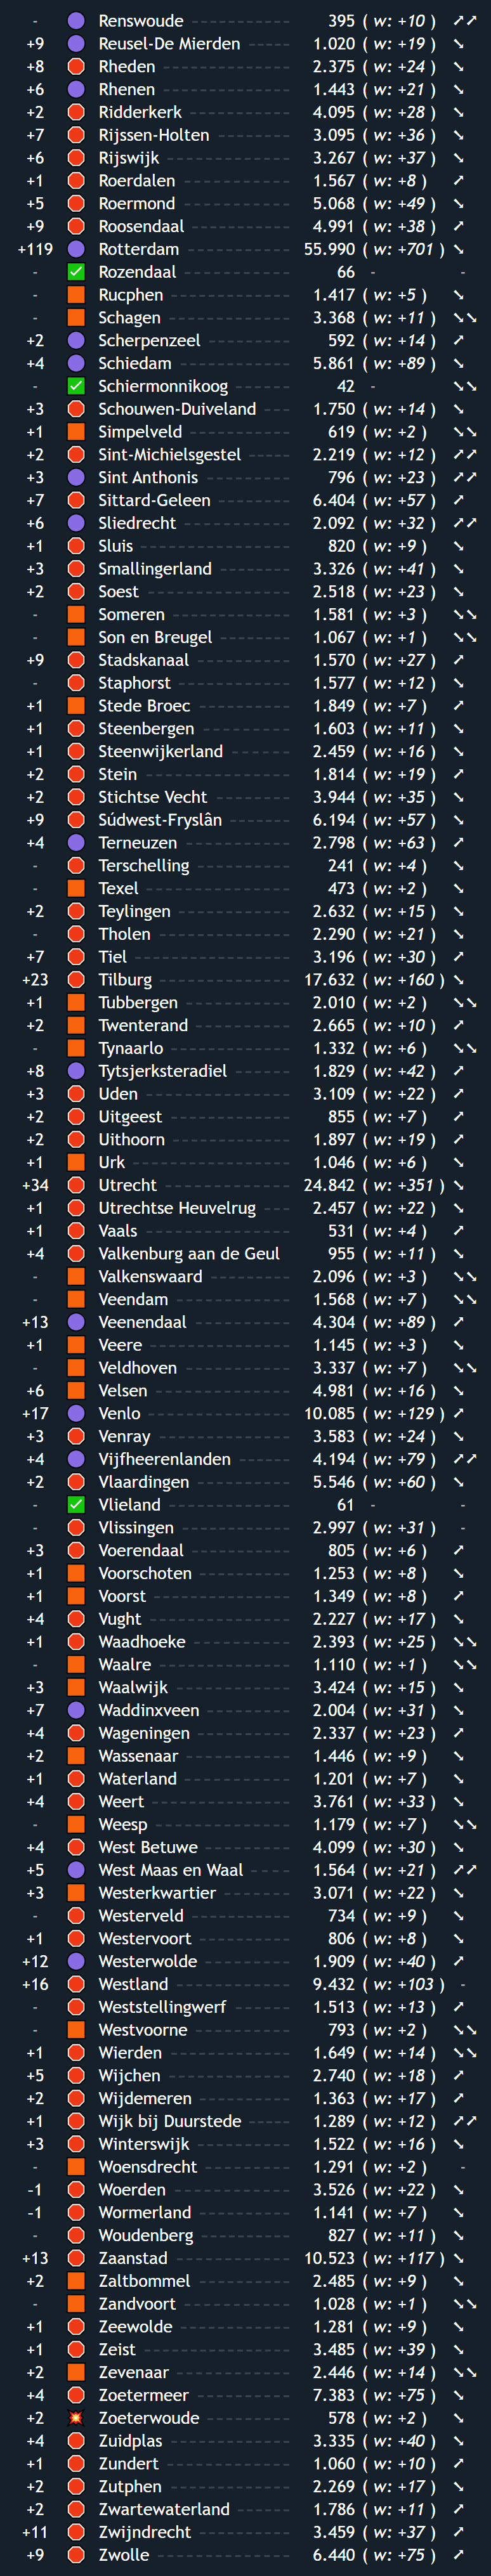 - Renswoude 395 ( w: +10 )
+9 Reusel-De Mierden 1.020 ( w: +19 )
+8 Rheden 2.375 ( w: +24 )
+6 Rhenen 1.443 ( w: +21 )
+2 Ridderkerk 4.095 ( w: +28 )
+7 Rijssen-Holten 3.095 ( w: +36 )
+6 Rijswijk 3.267 ( w: +37 )
+1 Roerdalen 1.567 ( w: +8 )
+5 Roermond 5.068 ( w: +49 )
+9 Roosendaal 4.991 ( w: +38 )
+119 Rotterdam 55.990 ( w: +701 )
- Rozendaal 66 - -
- Rucphen 1.417 ( w: +5 )
- Schagen 3.368 ( w: +11 )
+2 Scherpenzeel 592 ( w: +14 )
+4 Schiedam 5.861 ( w: +89 )
- Schiermonnikoog 42 -
+3 Schouwen-Duiveland 1.750 ( w: +14 )
+1 Simpelveld 619 ( w: +2 )
+2 Sint-Michielsgestel 2.219 ( w: +12 )
+3 Sint Anthonis 796 ( w: +23 )
+7 Sittard-Geleen 6.404 ( w: +57 )
+6 Sliedrecht 2.092 ( w: +32 )
+1 Sluis 820 ( w: +9 )
+3 Smallingerland 3.326 ( w: +41 )
+2 Soest 2.518 ( w: +23 )
- Someren 1.581 ( w: +3 )
- Son en Breugel 1.067 ( w: +1 )
+9 Stadskanaal 1.570 ( w: +27 )
- Staphorst 1.577 ( w: +12 )
+1 Stede Broec 1.849 ( w: +7 )
+1 Steenbergen 1.603 ( w: +11 )
+1 Steenwijkerland 2.459 ( w: +16 )
+2 Stein 1.814 ( w: +19 )
+2 Stichtse Vecht 3.944 ( w: +35 )
+9 Súdwest-Fryslân 6.194 ( w: +57 )
+4 Terneuzen 2.798 ( w: +63 )
- Terschelling 241 ( w: +4 )
- Texel 473 ( w: +2 )
+2 Teylingen 2.632 ( w: +15 )
- Tholen 2.290 ( w: +21 )
+7 Tiel 3.196 ( w: +30 )
+23 Tilburg 17.632 ( w: +160 )
+1 Tubbergen 2.010 ( w: +2 )
+2 Twenterand 2.665 ( w: +10 )
- Tynaarlo 1.332 ( w: +6 )
+8 Tytsjerksteradiel 1.829 ( w: +42 )
+3 Uden 3.109 ( w: +22 )
+2 Uitgeest 855 ( w: +7 )
+2 Uithoorn 1.897 ( w: +19 )
+1 Urk 1.046 ( w: +6 )
+34 Utrecht 24.842 ( w: +351 )
+1 Utrechtse Heuvelrug 2.457 ( w: +22 )
+1 Vaals 531 ( w: +4 )
+4 Valkenburg aan de Geul 955 ( w: +11 )
- Valkenswaard 2.096 ( w: +3 )
- Veendam 1.568 ( w: +7 )
+13 Veenendaal 4.304 ( w: +89 )
+1 Veere 1.145 ( w: +3 )
- Veldhoven 3.337 ( w: +7 )
+6 Velsen 4.981 ( w: +16 )
+17 Venlo 10.085 ( w: +129 )
+3 Venray 3.583 ( w: +24 )
+4 Vijfheerenlanden 4.194 ( w: +79 )
+2 Vlaardingen 5.546 ( w: +60 )
- Vlieland 61 - -
- Vlissingen 2.997 ( w: +31 ) -
+3 Voerendaal 805 ( w: +6 )
+1 Voorschoten 1.253 ( w: +8 )
+1 Voorst 1.349 ( w: +8 )
+4 Vught 2.227 ( w: +17 )
+1 Waadhoeke 2.393 ( w: +25 )
- Waalre 1.110 ( w: +1 )
+3 Waalwijk 3.424 ( w: +15 )
+7 Waddinxveen 2.004 ( w: +31 )
+4 Wageningen 2.337 ( w: +23 )
+2 Wassenaar 1.446 ( w: +9 )
+1 Waterland 1.201 ( w: +7 )
+4 Weert 3.761 ( w: +33 )
- Weesp 1.179 ( w: +7 )
+4 West Betuwe 4.099 ( w: +30 )
+5 West Maas en Waal 1.564 ( w: +21 )
+3 Westerkwartier 3.071 ( w: +22 )
- Westerveld 734 ( w: +9 )
+1 Westervoort 806 ( w: +8 )
+12 Westerwolde 1.909 ( w: +40 )
+16 Westland 9.432 ( w: +103 ) -
- Weststellingwerf 1.513 ( w: +13 )
- Westvoorne 793 ( w: +2 )
+1 Wierden 1.649 ( w: +14 )
+5 Wijchen 2.740 ( w: +18 )
+2 Wijdemeren 1.363 ( w: +17 )
+1 Wijk bij Duurstede 1.289 ( w: +12 )
+3 Winterswijk 1.522 ( w: +16 )
- Woensdrecht 1.291 ( w: +2 ) -
-1 Woerden 3.526 ( w: +22 )
-1 Wormerland 1.141 ( w: +7 )
- Woudenberg 827 ( w: +11 )
+13 Zaanstad 10.523 ( w: +117 )
+2 Zaltbommel 2.485 ( w: +9 )
- Zandvoort 1.028 ( w: +1 )
+1 Zeewolde 1.281 ( w: +9 )
+1 Zeist 3.485 ( w: +39 )
+2 Zevenaar 2.446 ( w: +14 )
+4 Zoetermeer 7.383 ( w: +75 )
+2 Zoeterwoude 578 ( w: +2 )
+4 Zuidplas 3.335 ( w: +40 )
+1 Zundert 1.060 ( w: +10 )
+2 Zutphen 2.269 ( w: +17 )
+2 Zwartewaterland 1.786 ( w: +11 )
+11 Zwijndrecht 3.459 ( w: +37 )
+9 Zwolle 6.440 ( w: +75 )